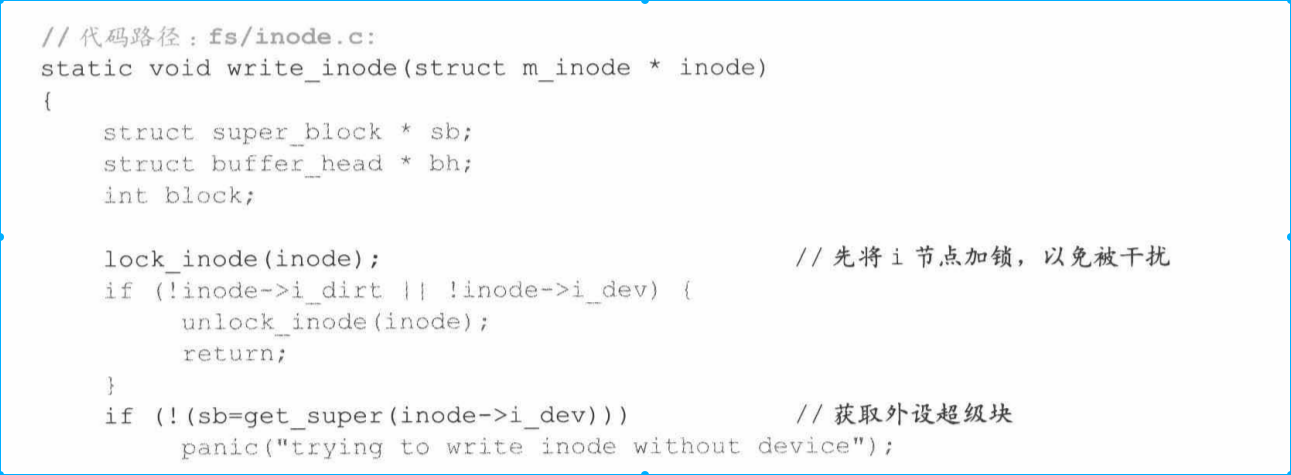 // 代码路径：fs/inode.c:
static void write_inode(struct m_inode * inode)
{
    struct super_block * sb;
    struct buffer_head * bh;
    int block;

    lock_inode(inode);                          // 先将 i 节点加锁，以免被干扰
    if (!inode->i_dirt || !inode->i_dev) {
         unlock_inode(inode);
         return;
    }
    if (!(sb=get_super(inode->i_dev)))          // 获取外设超级块
         panic("trying to write inode without device");